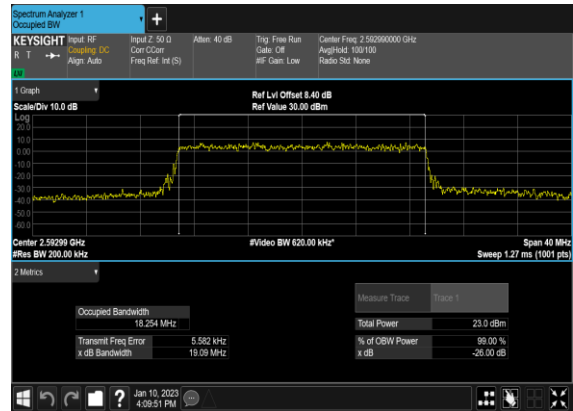 Spectrum Analyzer 1
Occupied BW
+
KEYSIGHT
R T
LU
Input: RF
Coupling: DC
Align: Auto
Input Z: 50 Ω
Corr CCorr
Freq Ref: Int (S)
Atten: 40 dB
Trig: Free Run
Gate: Off
#IF Gain: Low
Center Freq: 2.592990000 GHz
Avg|Hold: 100/100
Radio Std: None
1 Graph
Scale/Div 10.0 dB
Ref Lvl Offset 8.40 dB
Ref Value 30.00 dBm
Log
20.0
10.0
0.00
-10.0
-20.0
-30.0
-40.0
-50.0
-60.0
Center 2.59299 GHz
#Res BW 200.00 kHz
#Video BW 620.00 kHz*
Span 40 MHz
Sweep 1.27 ms (1001 pts)
2 Metrics
Measure Trace
Trace 1
Occupied Bandwidth
18.254 MHz
Total Power 23.0 dBm
Transmit Freq Error 5.582 kHz
% of OBW Power 99.00 %
x dB Bandwidth 19.09 MHz
x dB -26.00 dB
?
Jan 10, 2023
4:09:51 PM